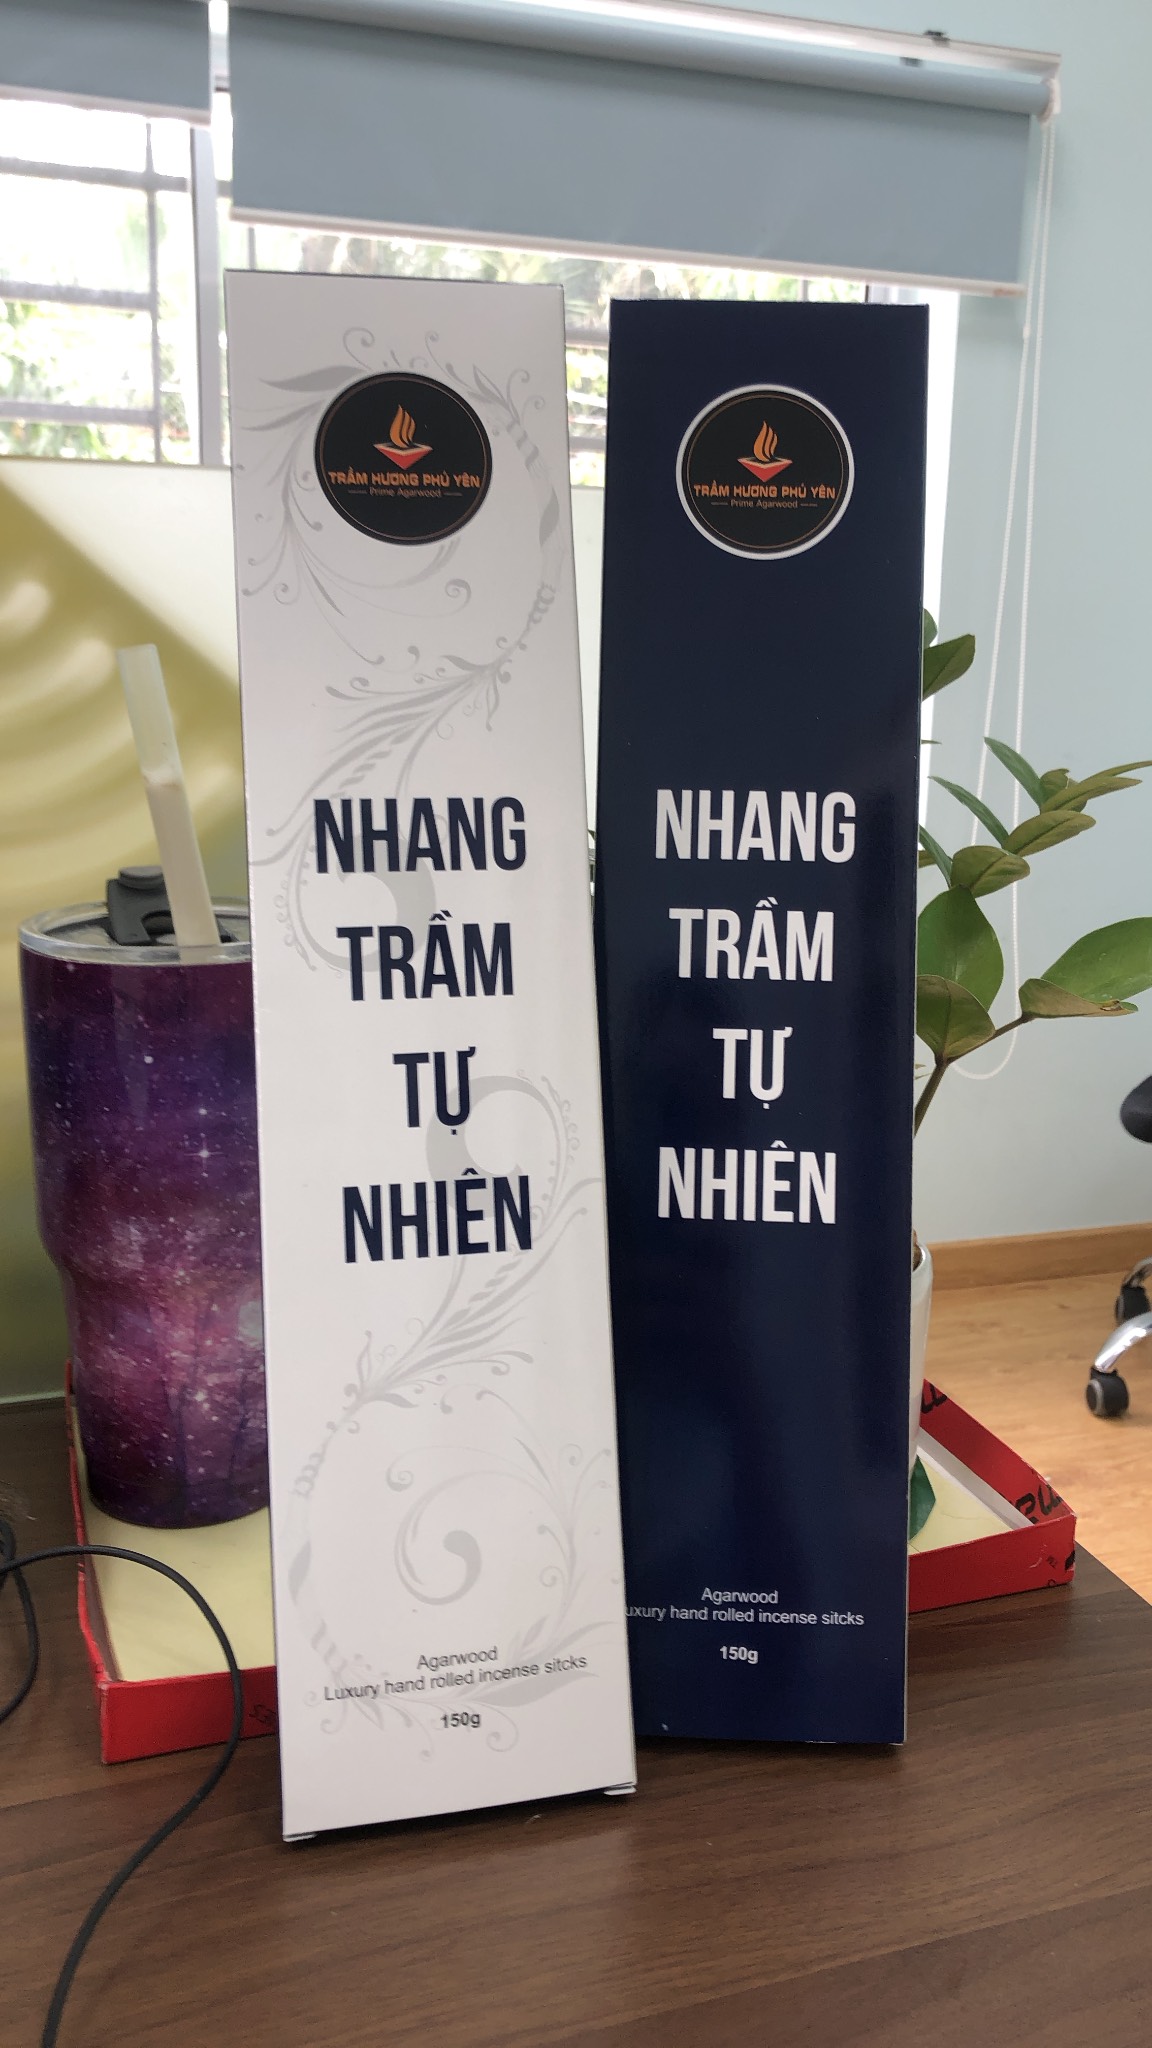 TRẦM HƯƠNG PHÚ YÊN
Prime Agarwood
NHANG
TRẦM
TỰ
NHIÊN
Agarwood
Luxury hand rolled incense sitcks
150g
TRẦM HƯƠNG PHÚ YÊN
Prime Agarwood
NHANG
TRẦM
TỰ
NHIÊN
Agarwood
uxury hand rolled incense sitcks
150g